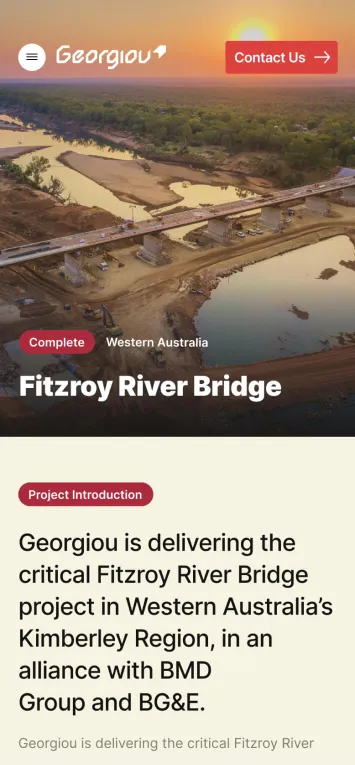 Georgiou
Contact Us
Complete
Western Australia
Fitzroy River Bridge
Project Introduction
Georgiou is delivering the
critical Fitzroy River Bridge
project in Western Australia’s
Kimberley Region, in an
alliance with BMD
Group and BG&E.
Georgiou is delivering the critical Fitzroy River